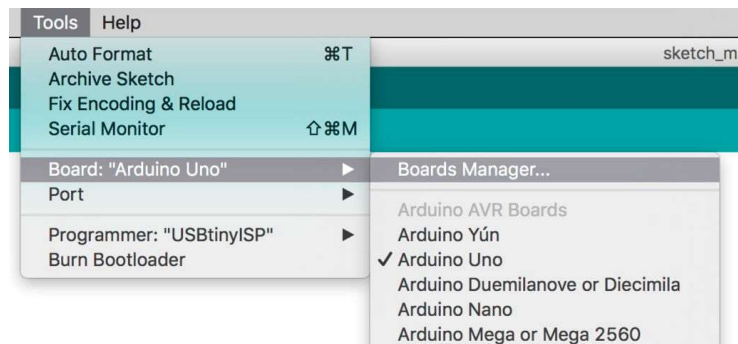 Tools Help
sketch_m
Auto Format ⌘T
Archive Sketch
Fix Encoding & Reload
Serial Monitor ⇧⌘M
Board: "Arduino Uno" ▶
Port ▶
Programmer: "USBtinyISP" ▶
Burn Bootloader
Boards Manager...
Arduino AVR Boards
Arduino Yún
✓ Arduino Uno
Arduino Duemilanove or Diecimila
Arduino Nano
Arduino Mega or Mega 2560